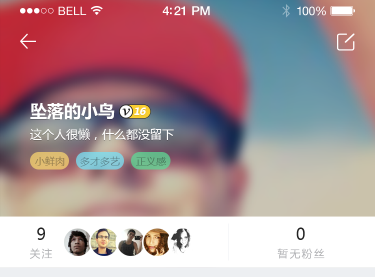 BELL 4:21 PM 100%
坠落的小鸟 V 16
这个人很懒，什么都没留下
小鲜肉 多才多艺 正义感
9 0
关注 暂无粉丝